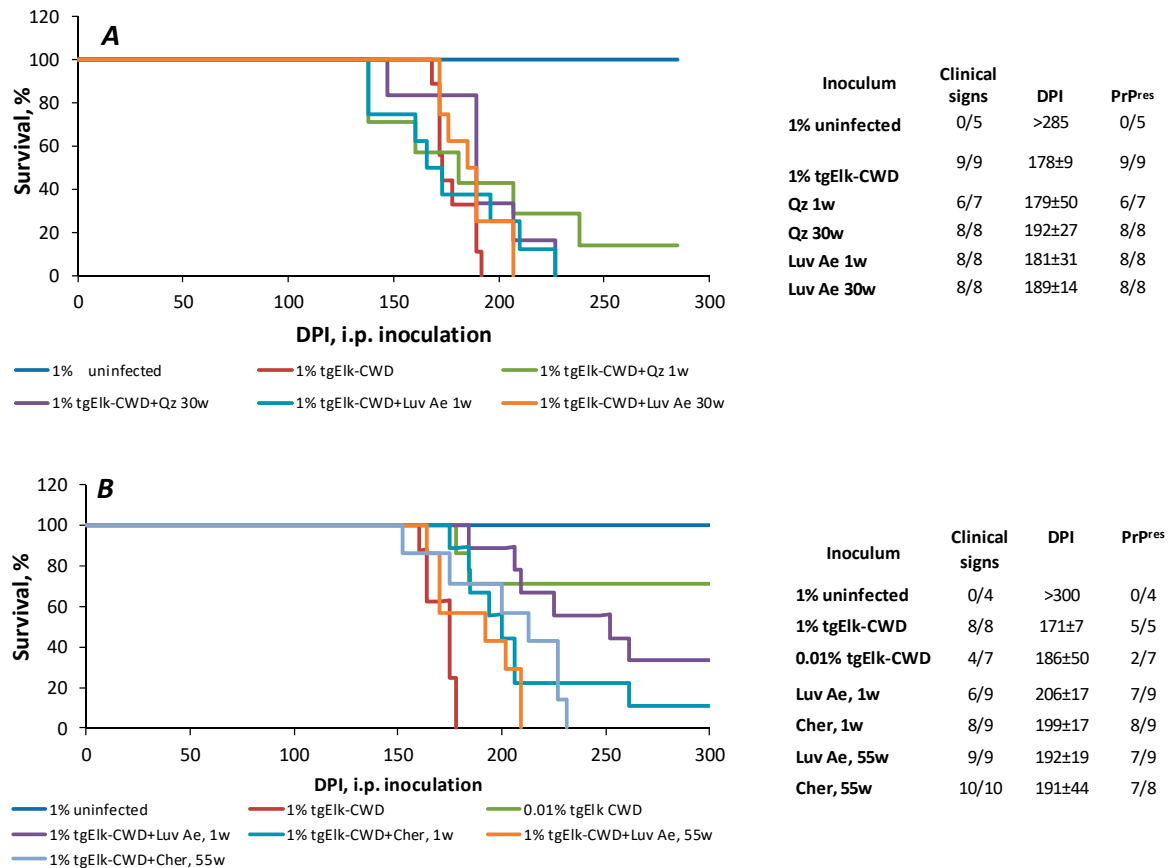 A
120
100
80
60
40
20
0
Survival, %
0 50 100 150 200 250 300
DPI, i.p. inoculation
1% uninfected 1% tgElk-CWD 1% tgElk-CWD+Qz 1w
1% tgElk-CWD+Qz 30w 1% tgElk-CWD+Luv Ae 1w 1% tgElk-CWD+Luv Ae 30w
Inoculum Clinical signs DPI PrPres
1% uninfected 0/5 >285 0/5
1% tgElk-CWD 9/9 178±9 9/9
Qz 1w 6/7 179±50 6/7
Qz 30w 8/8 192±27 8/8
Luv Ae 1w 8/8 181±31 8/8
Luv Ae 30w 8/8 189±14 8/8
B
120
100
80
60
40
20
0
Survival, %
0 50 100 150 200 250 300
DPI, i.p. inoculation
1% uninfected 1% tgElk-CWD 0.01% tgElk CWD
1% tgElk-CWD+Luv Ae, 1w 1% tgElk-CWD+Cher, 1w 1% tgElk-CWD+Luv Ae, 55w
1% tgElk-CWD+Cher, 55w
Inoculum Clinical signs DPI PrPres
1% uninfected 0/4 >300 0/4
1% tgElk-CWD 8/8 171±7 5/5
0.01% tgElk-CWD 4/7 186±50 2/7
Luv Ae, 1w 6/9 206±17 7/9
Cher, 1w 8/9 199±17 8/9
Luv Ae, 55w 9/9 192±19 7/9
Cher, 55w 10/10 191±44 7/8